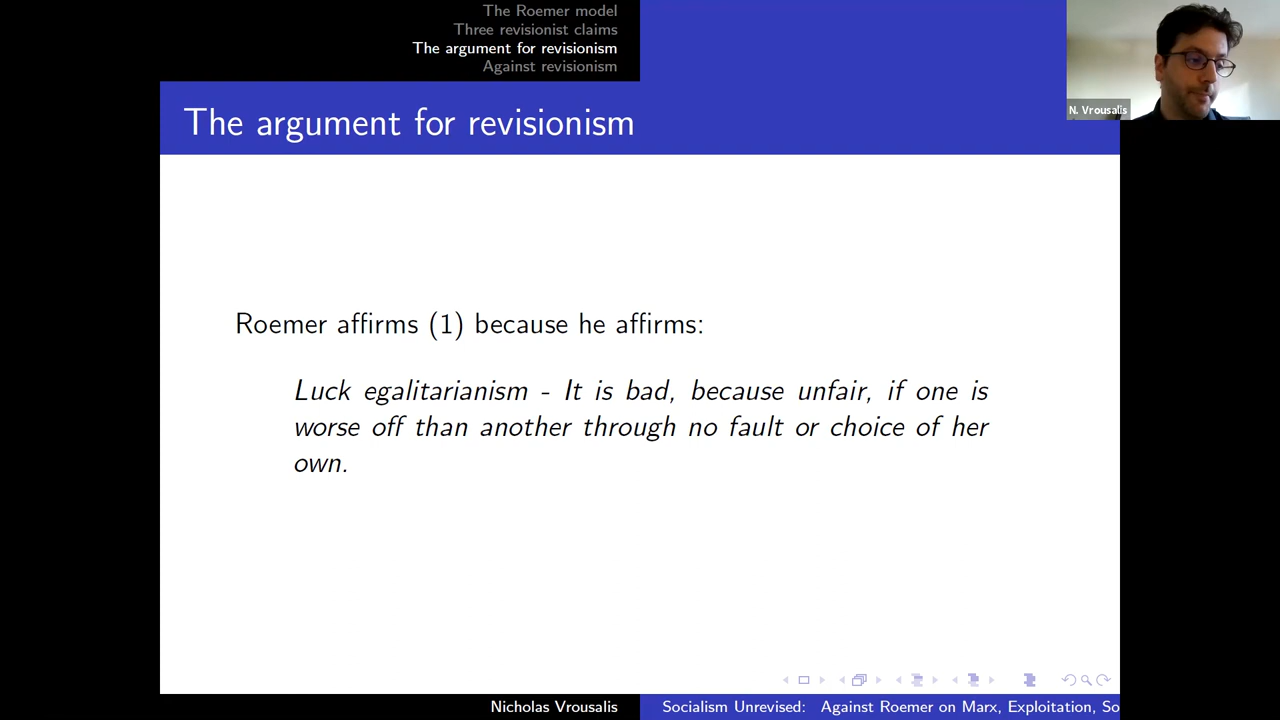 The Roemer model
Three revisionist claims
The argument for revisionism
Against revisionism
N. Vrousalis
The argument for revisionism
Roemer affirms (1) because he affirms:
Luck egalitarianism - It is bad, because unfair, if one is
worse off than another through no fault or choice of her
own.
Nicholas Vrousalis
Socialism Unrevised: Against Roemer on Marx, Exploitation, So